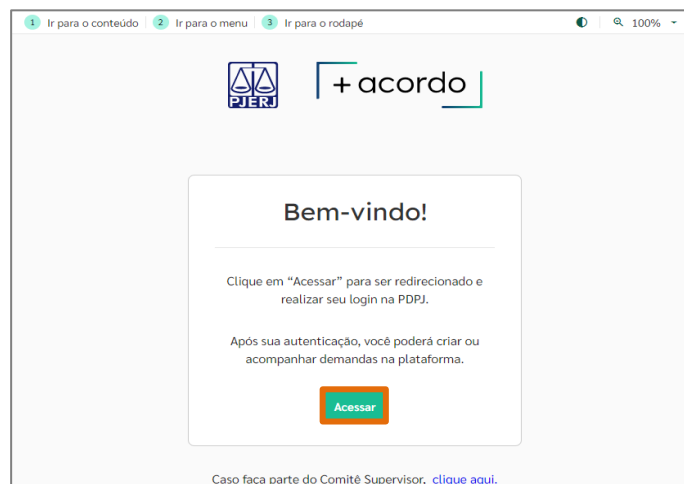 1 Ir para o conteúdo 2 Ir para o menu 3 Ir para o rodapé 100%
PJERJ
+ acordo
Bem-vindo!
Clique em “Acessar” para ser redirecionado e
realizar seu login na PDPJ.
Após sua autenticação, você poderá criar ou
acompanhar demandas na plataforma.
Acessar
Caso faça parte do Comitê Supervisor, clique aqui.